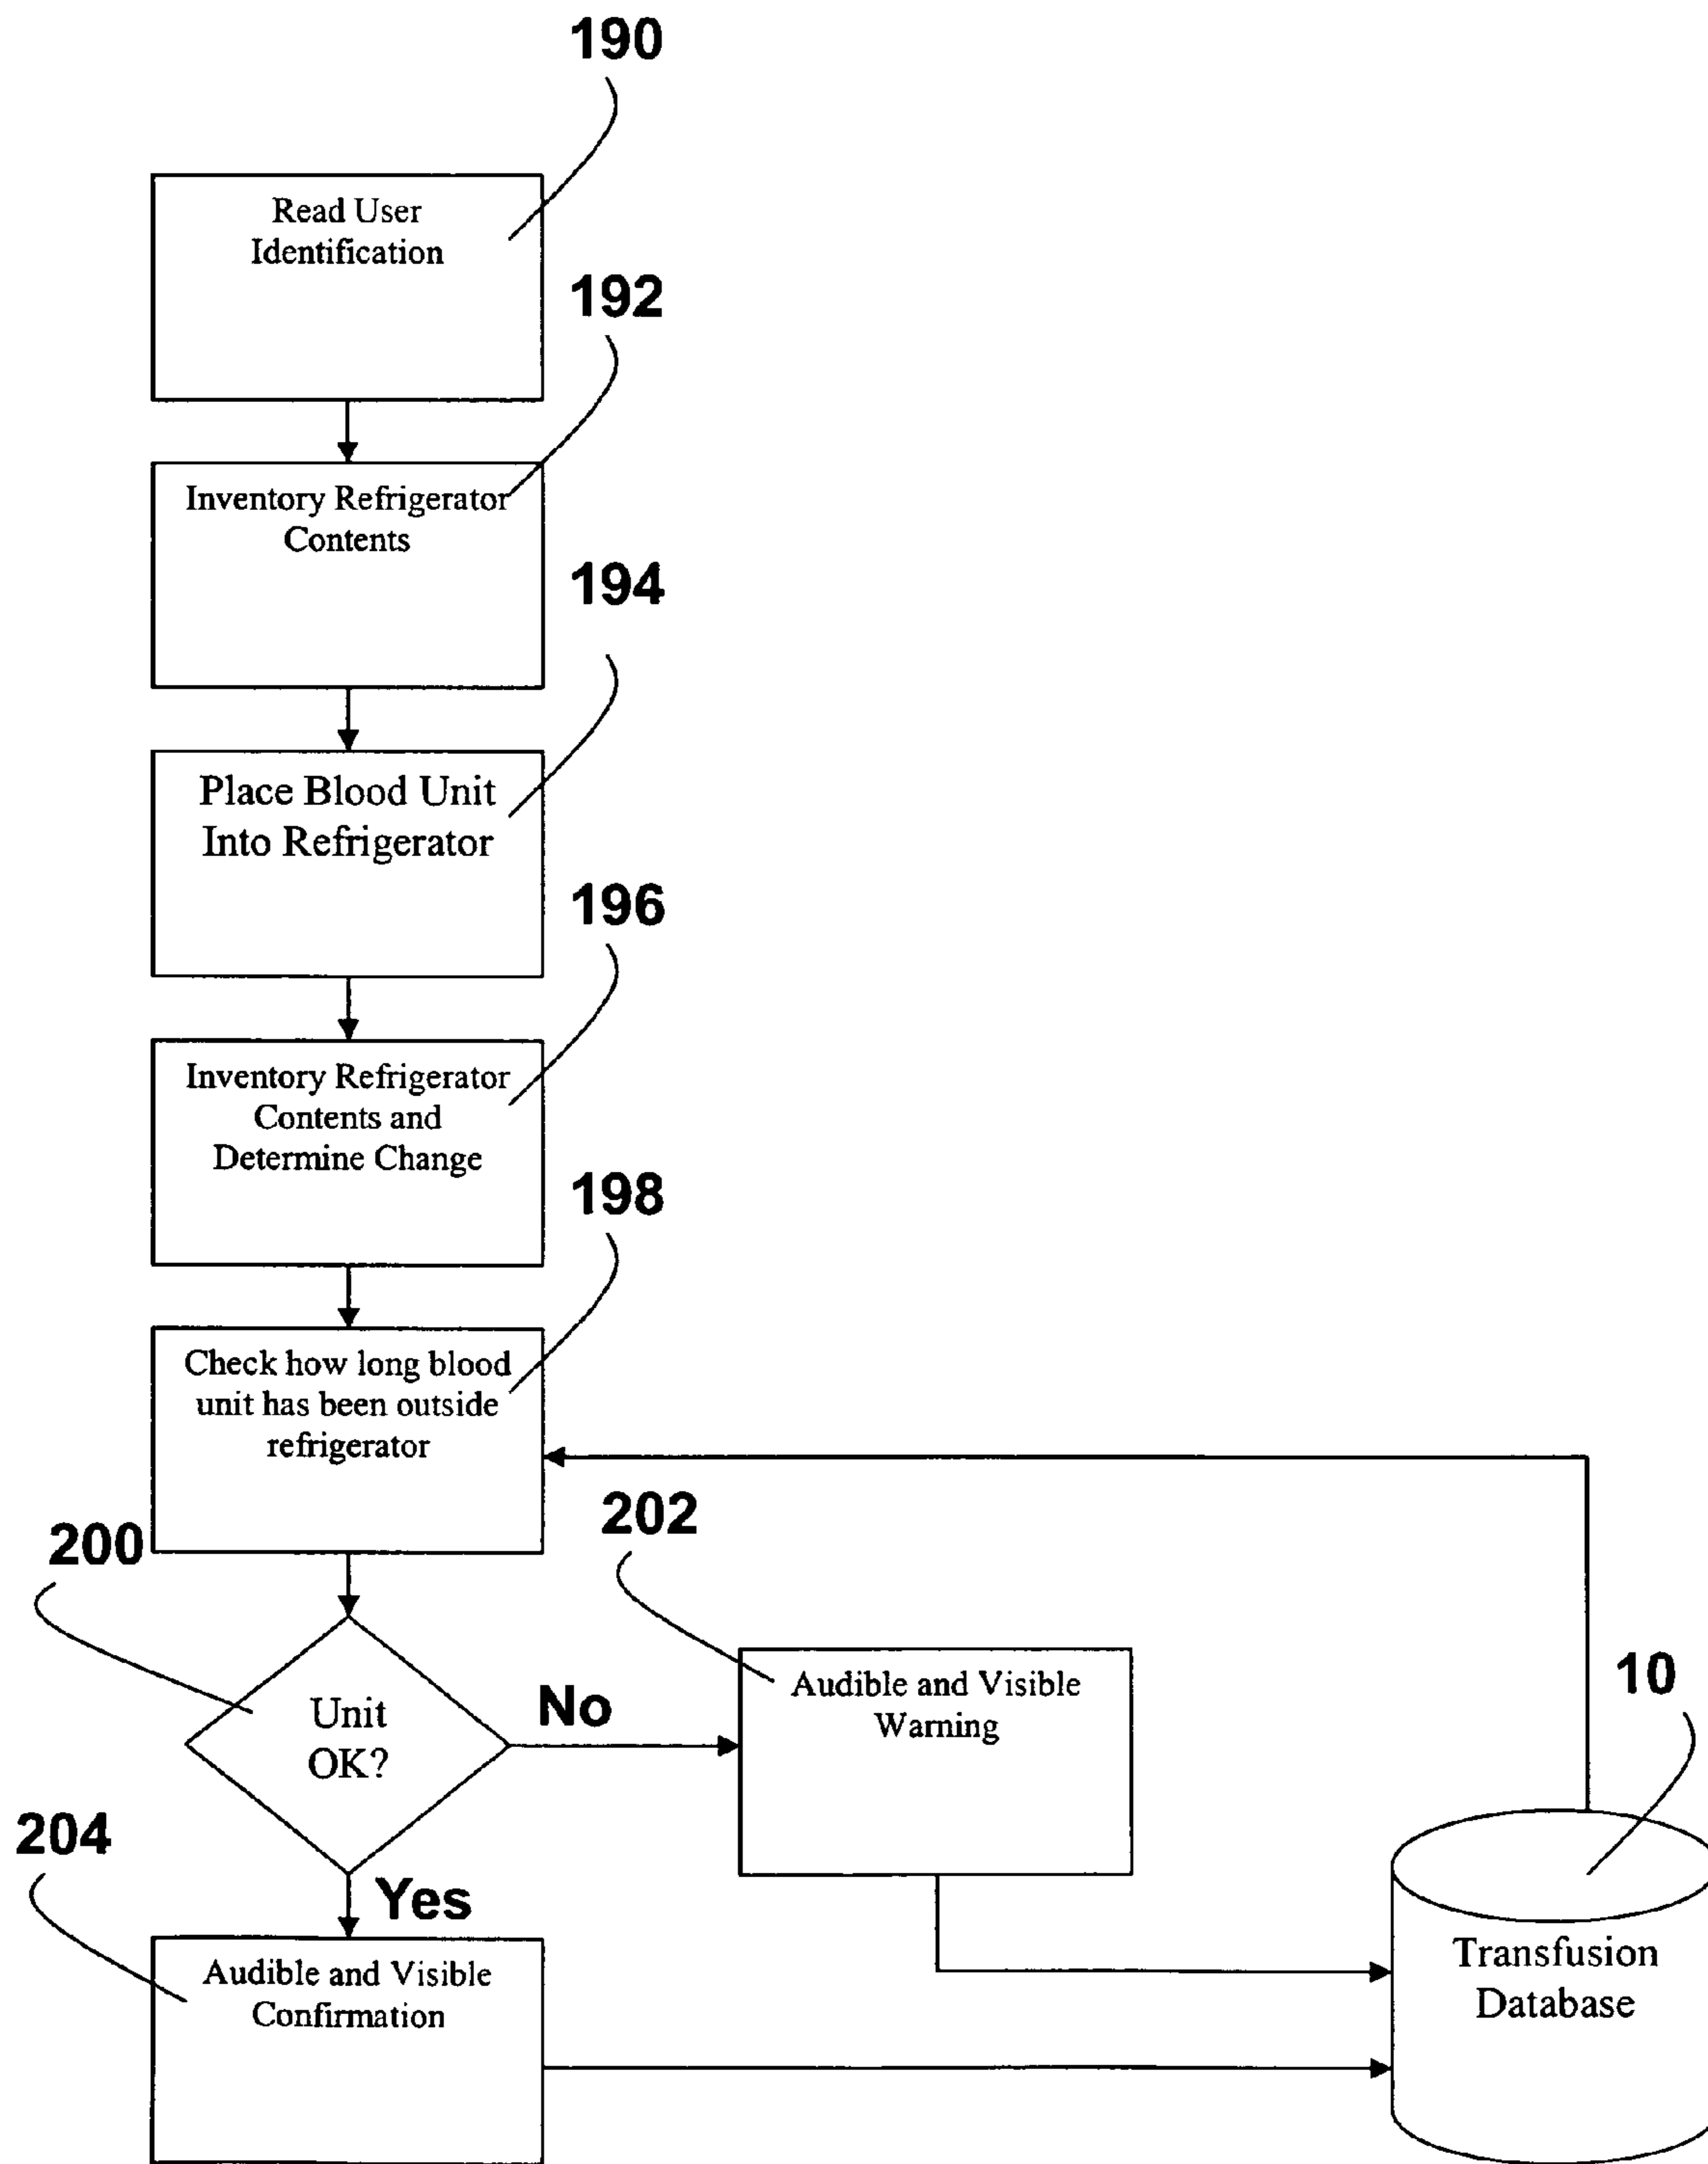 190
Read User
Identification
192
Inventory Refrigerator
Contents
194
Place Blood Unit
Into Refrigerator
196
Inventory Refrigerator
Contents and
Determine Change
198
Check how long blood
unit has been outside
refrigerator
200
202
Unit
OK?
No
Audible and Visible
Warning
10
204
Yes
Audible and Visible
Confirmation
Transfusion
Database